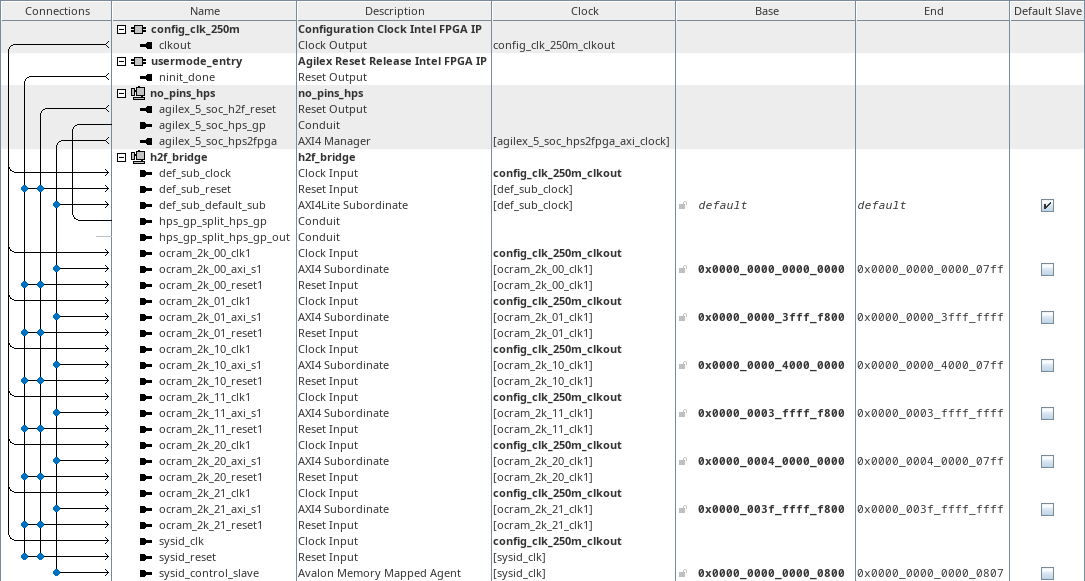 Connections Name Description Clock Base End Default Slave
config_clk_250m Configuration Clock Intel FPGA IP
clkout Clock Output config_clk_250m_clkout
usermode_entry Agilex Reset Release Intel FPGA IP
ninit_done Reset Output
no_pins_hps no_pins_hps
agilex_5_soc_h2f_reset Reset Output
agilex_5_soc_hps_gp Conduit
agilex_5_soc_hps2fpga AXI4 Manager [agilex_5_soc_hps2fpga_axi_clock]
h2f_bridge h2f_bridge
def_sub_clock Clock Input config_clk_250m_clkout
def_sub_reset Reset Input [def_sub_clock]
def_sub_default_sub AXI4Lite Subordinate [def_sub_clock] default default
hps_gp_split_hps_gp Conduit
hps_gp_split_hps_gp_out Conduit
ocram_2k_00_clk1 Clock Input config_clk_250m_clkout
ocram_2k_00_axi_s1 AXI4 Subordinate [ocram_2k_00_clk1] 0x0000_0000_0000_0000 0x0000_0000_0000_07ff
ocram_2k_00_reset1 Reset Input [ocram_2k_00_clk1]
ocram_2k_01_clk1 Clock Input config_clk_250m_clkout
ocram_2k_01_axi_s1 AXI4 Subordinate [ocram_2k_01_clk1] 0x0000_0000_3fff_f800 0x0000_0000_3fff_ffff
ocram_2k_01_reset1 Reset Input [ocram_2k_01_clk1]
ocram_2k_10_clk1 Clock Input config_clk_250m_clkout
ocram_2k_10_axi_s1 AXI4 Subordinate [ocram_2k_10_clk1] 0x0000_0000_4000_0000 0x0000_0000_4000_07ff
ocram_2k_10_reset1 Reset Input [ocram_2k_10_clk1]
ocram_2k_11_clk1 Clock Input config_clk_250m_clkout
ocram_2k_11_axi_s1 AXI4 Subordinate [ocram_2k_11_clk1] 0x0000_0003_ffff_f800 0x0000_0003_ffff_ffff
ocram_2k_11_reset1 Reset Input [ocram_2k_11_clk1]
ocram_2k_20_clk1 Clock Input config_clk_250m_clkout
ocram_2k_20_axi_s1 AXI4 Subordinate [ocram_2k_20_clk1] 0x0000_0004_0000_0000 0x0000_0004_0000_07ff
ocram_2k_20_reset1 Reset Input [ocram_2k_20_clk1]
ocram_2k_21_clk1 Clock Input config_clk_250m_clkout
ocram_2k_21_axi_s1 AXI4 Subordinate [ocram_2k_21_clk1] 0x0000_003f_ffff_f800 0x0000_003f_ffff_ffff
ocram_2k_21_reset1 Reset Input [ocram_2k_21_clk1]
sysid_clk Clock Input config_clk_250m_clkout
sysid_reset Reset Input [sysid_clk]
sysid_control_slave Avalon Memory Mapped Agent [sysid_clk] 0x0000_0000_0000_0800 0x0000_0000_0000_0807